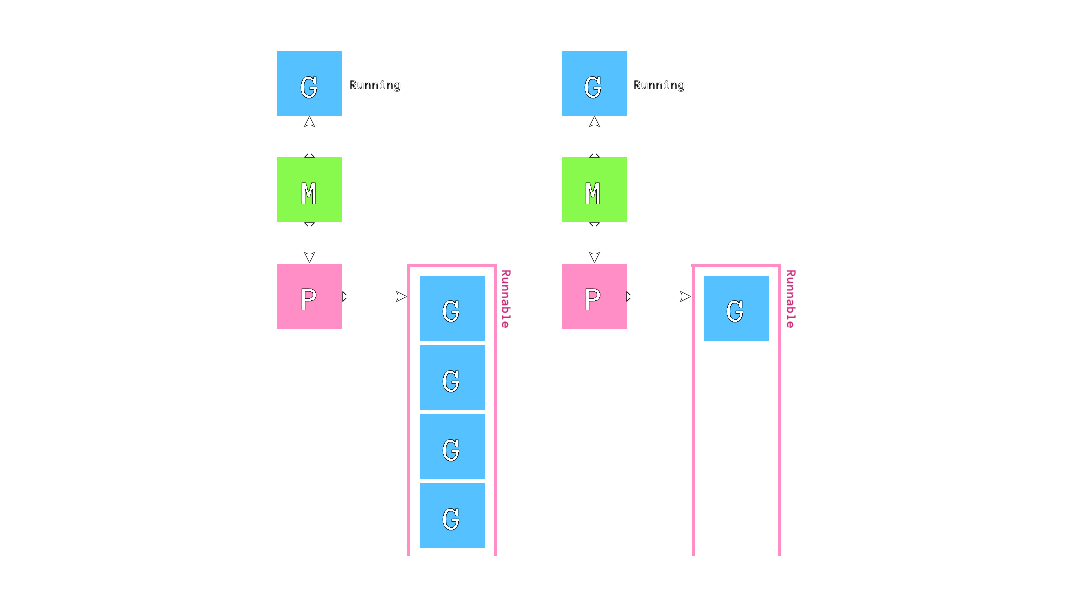 G Running G Running
M M
P P
Runnable Runnable
G G
G
G
G